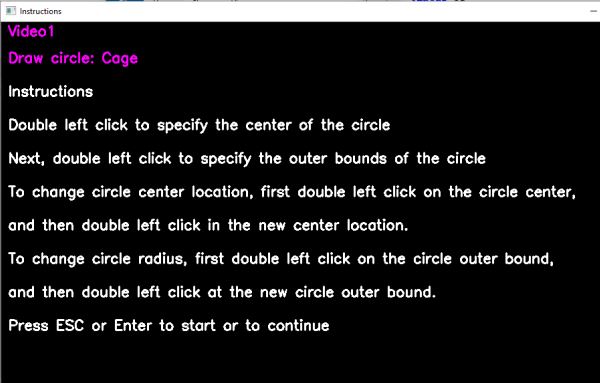 Instructions
Video1
Draw circle: Cage
Instructions
Double left click to specify the center of the circle
Next, double left click to specify the outer bounds of the circle
To change circle center location, first double left click on the circle center,
and then double left click in the new center location.
To change circle radius, first double left click on the circle outer bound,
and then double left click at the new circle outer bound.
Press ESC or Enter to start or to continue